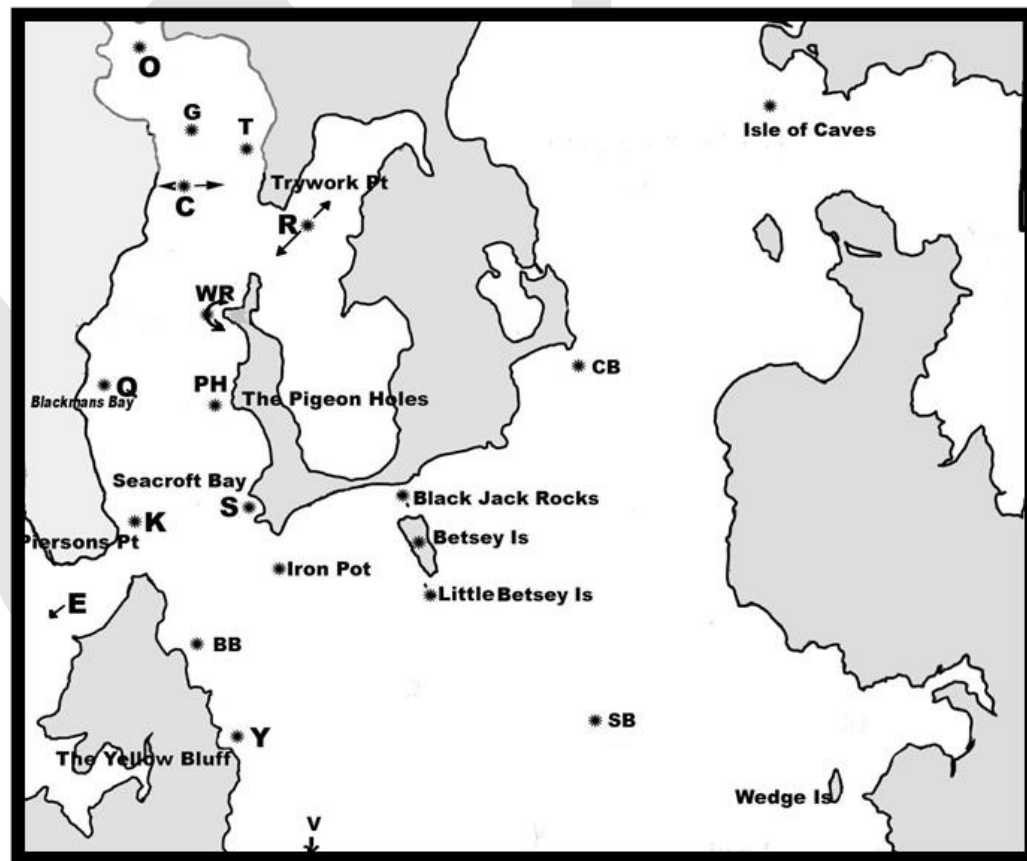 O
Isle of Caves
G
T
Trywork Pt
C
R
WR
CB
PH
Q
The Pigeon Holes
Blackmans Bay
Seacroft Bay
S
Black Jack Rocks
K
Piersons Pt
Betsey Is
Iron Pot
Little Betsey Is
E
BB
SB
Y
The Yellow Bluff
Wedge Is
V